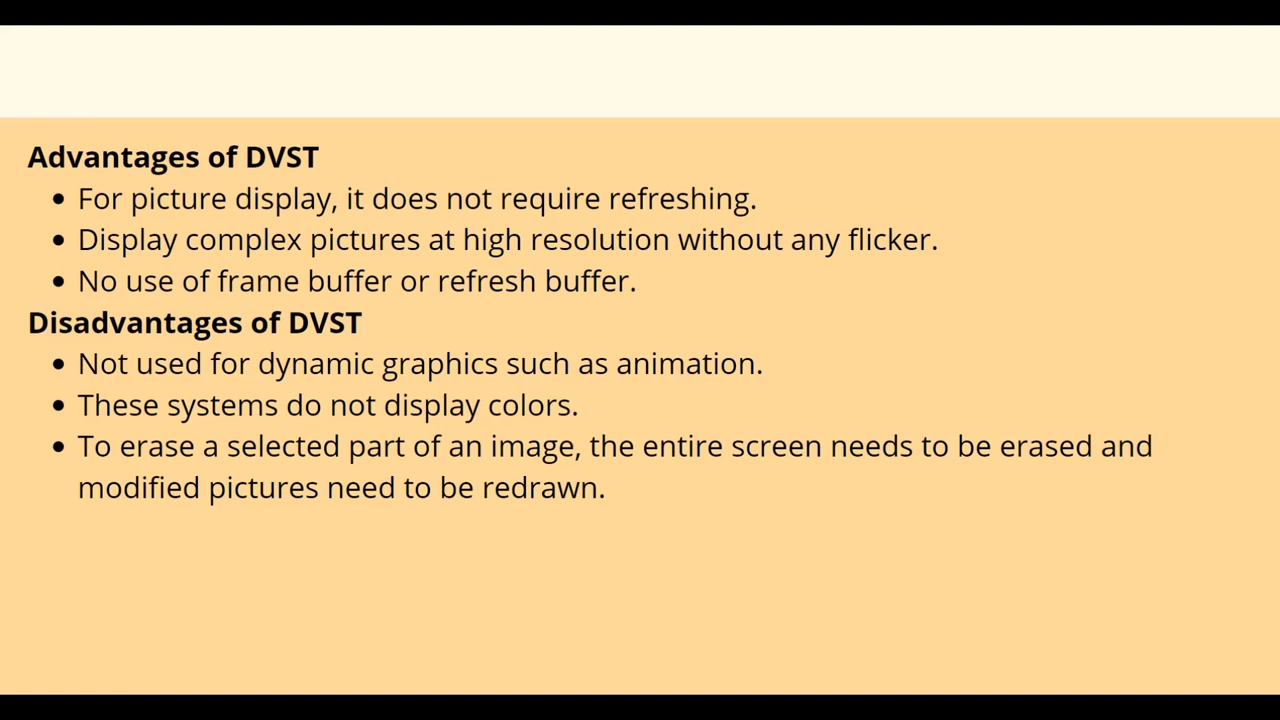 Advantages of DVST
• For picture display, it does not require refreshing.
• Display complex pictures at high resolution without any flicker.
• No use of frame buffer or refresh buffer.
Disadvantages of DVST
• Not used for dynamic graphics such as animation.
• These systems do not display colors.
• To erase a selected part of an image, the entire screen needs to be erased and
modified pictures need to be redrawn.